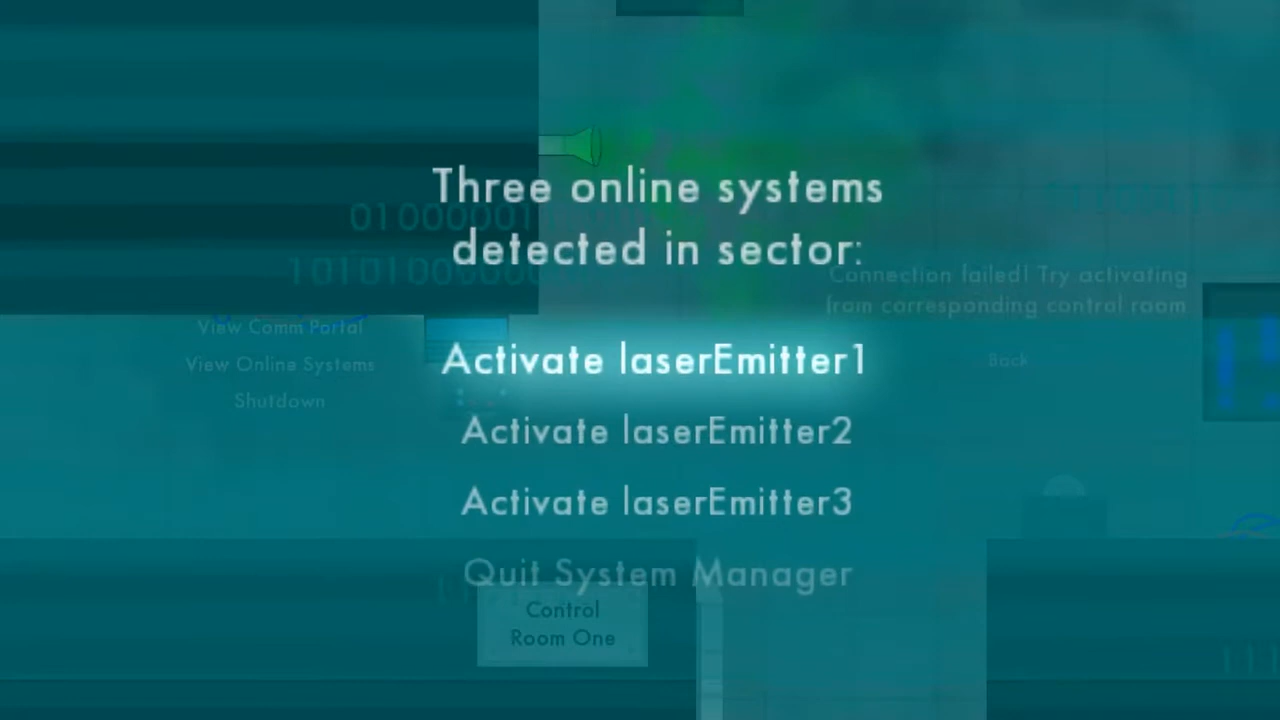 Three online systems
detected in sector:
Connection failed! Try activating
from corresponding control room
View Comm Portal
View Online Systems
Shutdown
Back
Activate laserEmitter1
Activate laserEmitter2
Activate laserEmitter3
Quit System Manager
Control
Room One